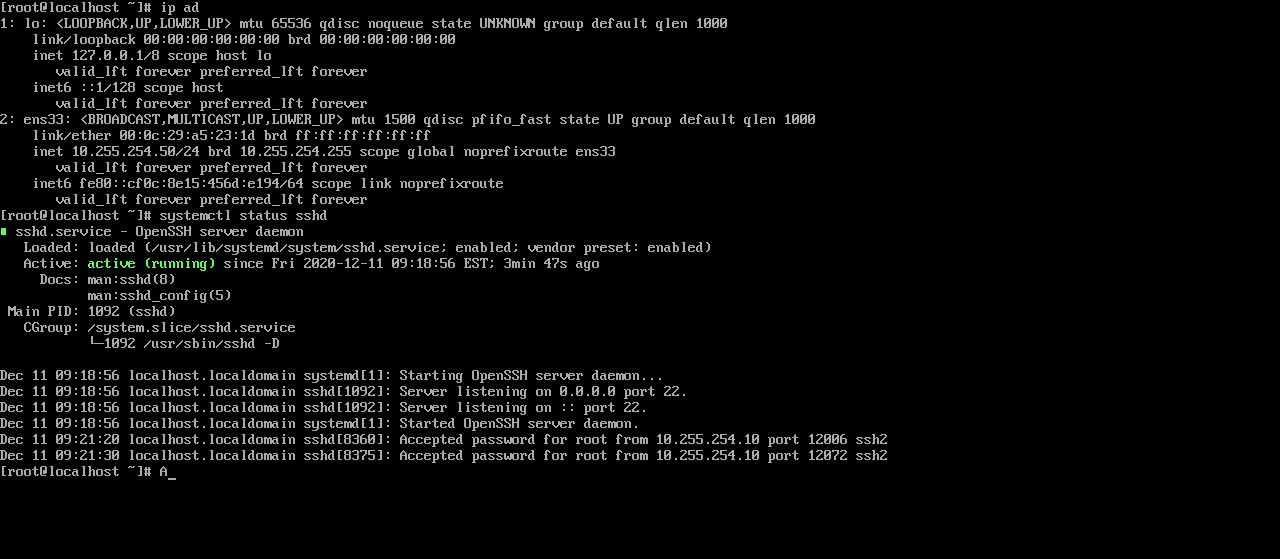 [root@localhost ~]# ip ad
1: lo: <LOOPBACK,UP,LOWER_UP> mtu 65536 qdisc noqueue state UNKNOWN group default qlen 1000
    link/loopback 00:00:00:00:00:00 brd 00:00:00:00:00:00
    inet 127.0.0.1/8 scope host lo
       valid_lft forever preferred_lft forever
    inet6 ::1/128 scope host
       valid_lft forever preferred_lft forever
2: ens33: <BROADCAST,MULTICAST,UP,LOWER_UP> mtu 1500 qdisc pfifo_fast state UP group default qlen 1000
    link/ether 00:0c:29:a5:23:1d brd ff:ff:ff:ff:ff:ff
    inet 10.255.254.50/24 brd 10.255.254.255 scope global noprefixroute ens33
       valid_lft forever preferred_lft forever
    inet6 fe80::cf0c:8e15:456d:e194/64 scope link noprefixroute
       valid_lft forever preferred_lft forever
[root@localhost ~]# systemctl status sshd
sshd.service - OpenSSH server daemon
   Loaded: loaded (/usr/lib/systemd/system/sshd.service; enabled; vendor preset: enabled)
   Active: active (running) since Fri 2020-12-11 09:18:56 EST; 3min 47s ago
     Docs: man:sshd(8)
           man:sshd_config(5)
 Main PID: 1092 (sshd)
   CGroup: /system.slice/sshd.service
           └─1092 /usr/sbin/sshd -D
Dec 11 09:18:56 localhost.localdomain systemd[1]: Starting OpenSSH server daemon...
Dec 11 09:18:56 localhost.localdomain sshd[1092]: Server listening on 0.0.0.0 port 22.
Dec 11 09:18:56 localhost.localdomain sshd[1092]: Server listening on :: port 22.
Dec 11 09:18:56 localhost.localdomain systemd[1]: Started OpenSSH server daemon.
Dec 11 09:21:20 localhost.localdomain sshd[8360]: Accepted password for root from 10.255.254.10 port 12006 ssh2
Dec 11 09:21:30 localhost.localdomain sshd[8375]: Accepted password for root from 10.255.254.10 port 12072 ssh2
[root@localhost ~]# A_